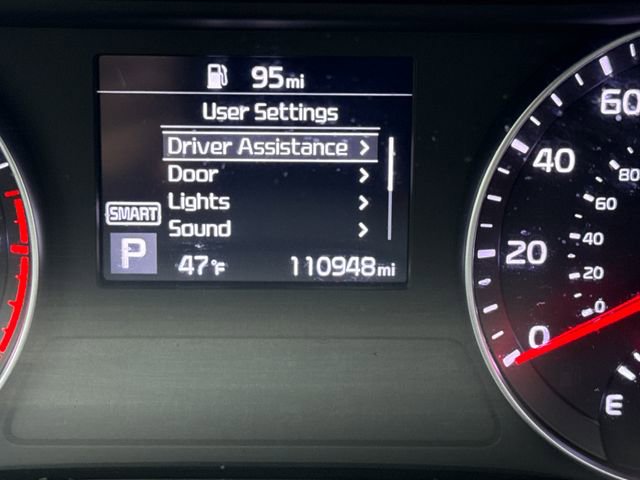 95mi
User Settings
Driver Assistance >
Door >
Lights >
Sound >
SMART
P
47°F 110948mi
60
40
20
0
80
60
40
20
0
E